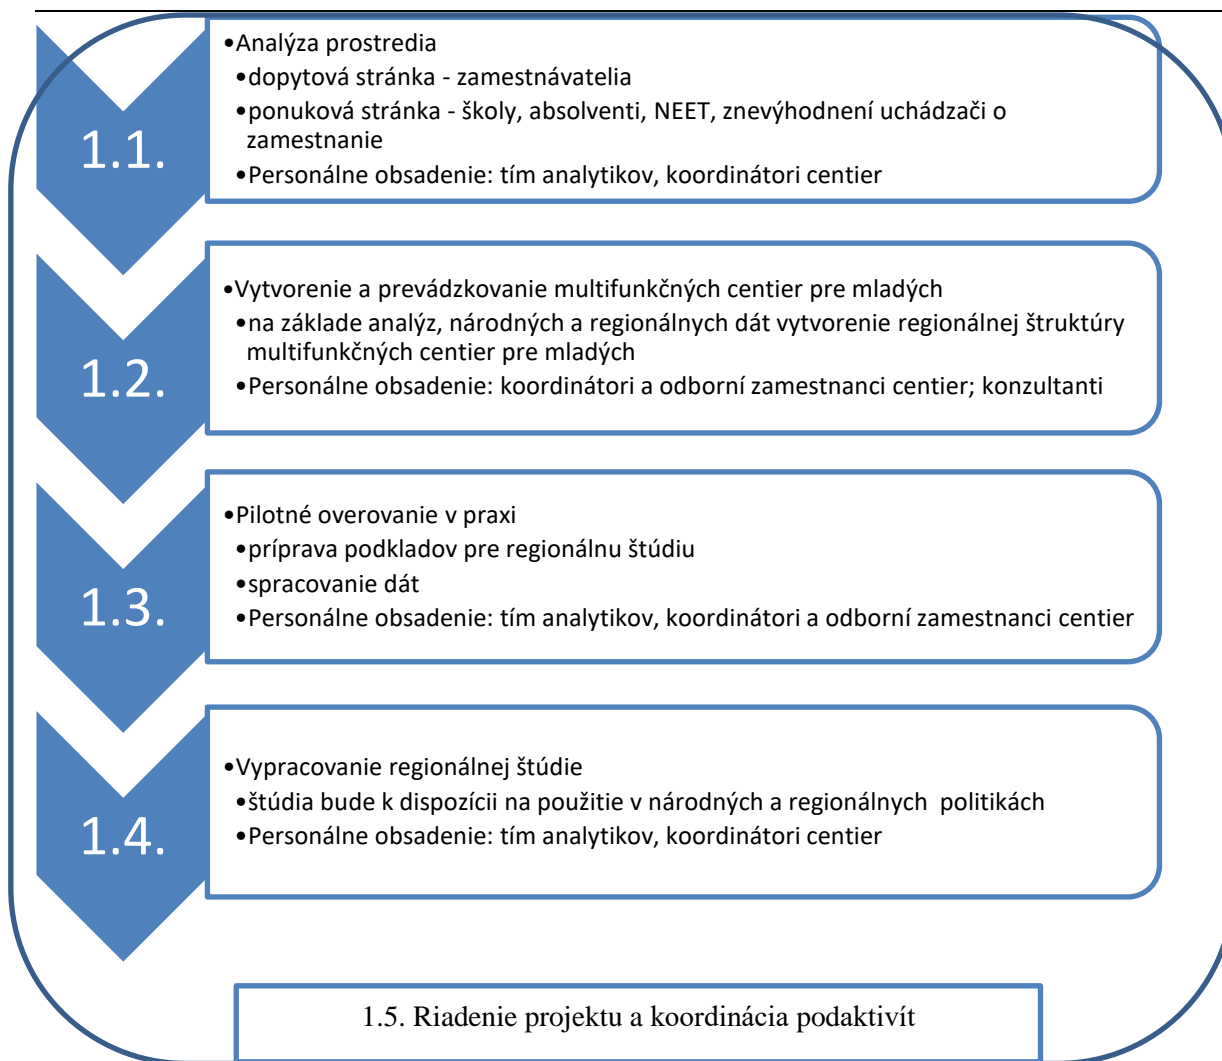 1.1.
•Analýza prostredia
•dopytová stránka - zamestnávatelia
•ponuková stránka - školy, absolventi, NEET, znevýhodnení uchádzači o
zamestnanie
•Personálne obsadenie: tím analytikov, koordinátori centier
1.2.
•Vytvorenie a prevádzkovanie multifunkčných centier pre mladých
•na základe analýz, národných a regionálnych dát vytvorenie regionálnej štruktúry
multifunkčných centier pre mladých
•Personálne obsadenie: koordinátori a odborní zamestnanci centier; konzultanti
1.3.
•Pilotné overovanie v praxi
•príprava podkladov pre regionálnu štúdiu
•spracovanie dát
•Personálne obsadenie: tím analytikov, koordinátori a odborní zamestnanci centier
1.4.
•Vypracovanie regionálnej štúdie
•štúdia bude k dispozícii na použitie v národných a regionálnych  politikách
•Personálne obsadenie: tím analytikov, koordinátori centier
1.5. Riadenie projektu a koordinácia podaktivít